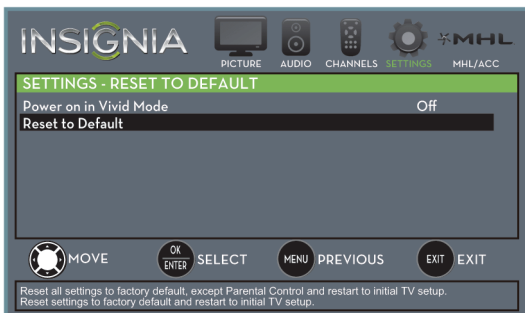 INSIGNIA
PICTURE AUDIO CHANNELS SETTINGS MHL MHL/ACC
SETTINGS - RESET TO DEFAULT
Power on in Vivid Mode Off
Reset to Default
MOVE OK ENTER SELECT MENU PREVIOUS EXIT EXIT
Reset all settings to factory default, except Parental Control and restart to initial TV setup.
Reset settings to factory default and restart to initial TV setup.